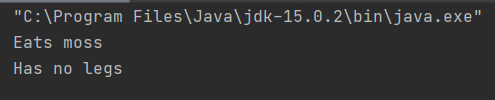 "C:\Program Files\Java\jdk-15.0.2\bin\java.exe"
Eats moss
Has no legs